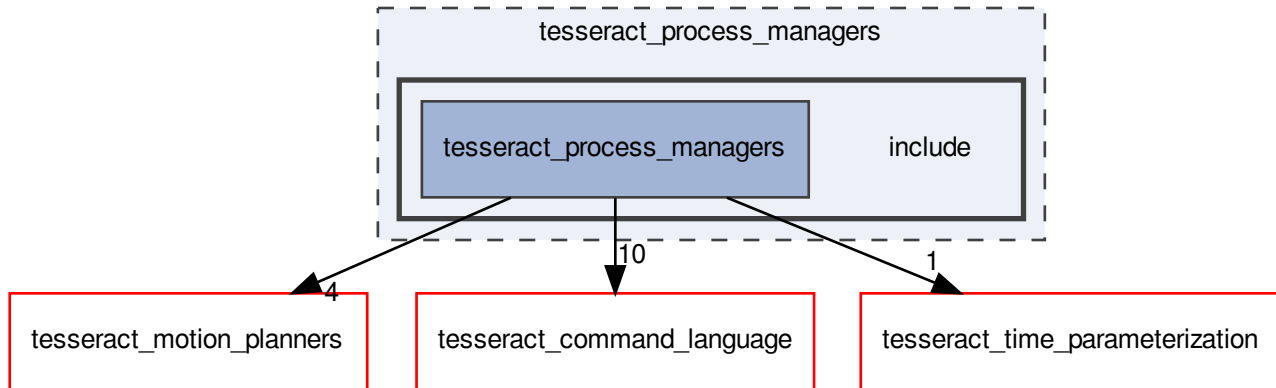 tesseract_process_managers
tesseract_process_managers
include
10
1
4
tesseract_motion_planners
tesseract_command_language
tesseract_time_parameterization